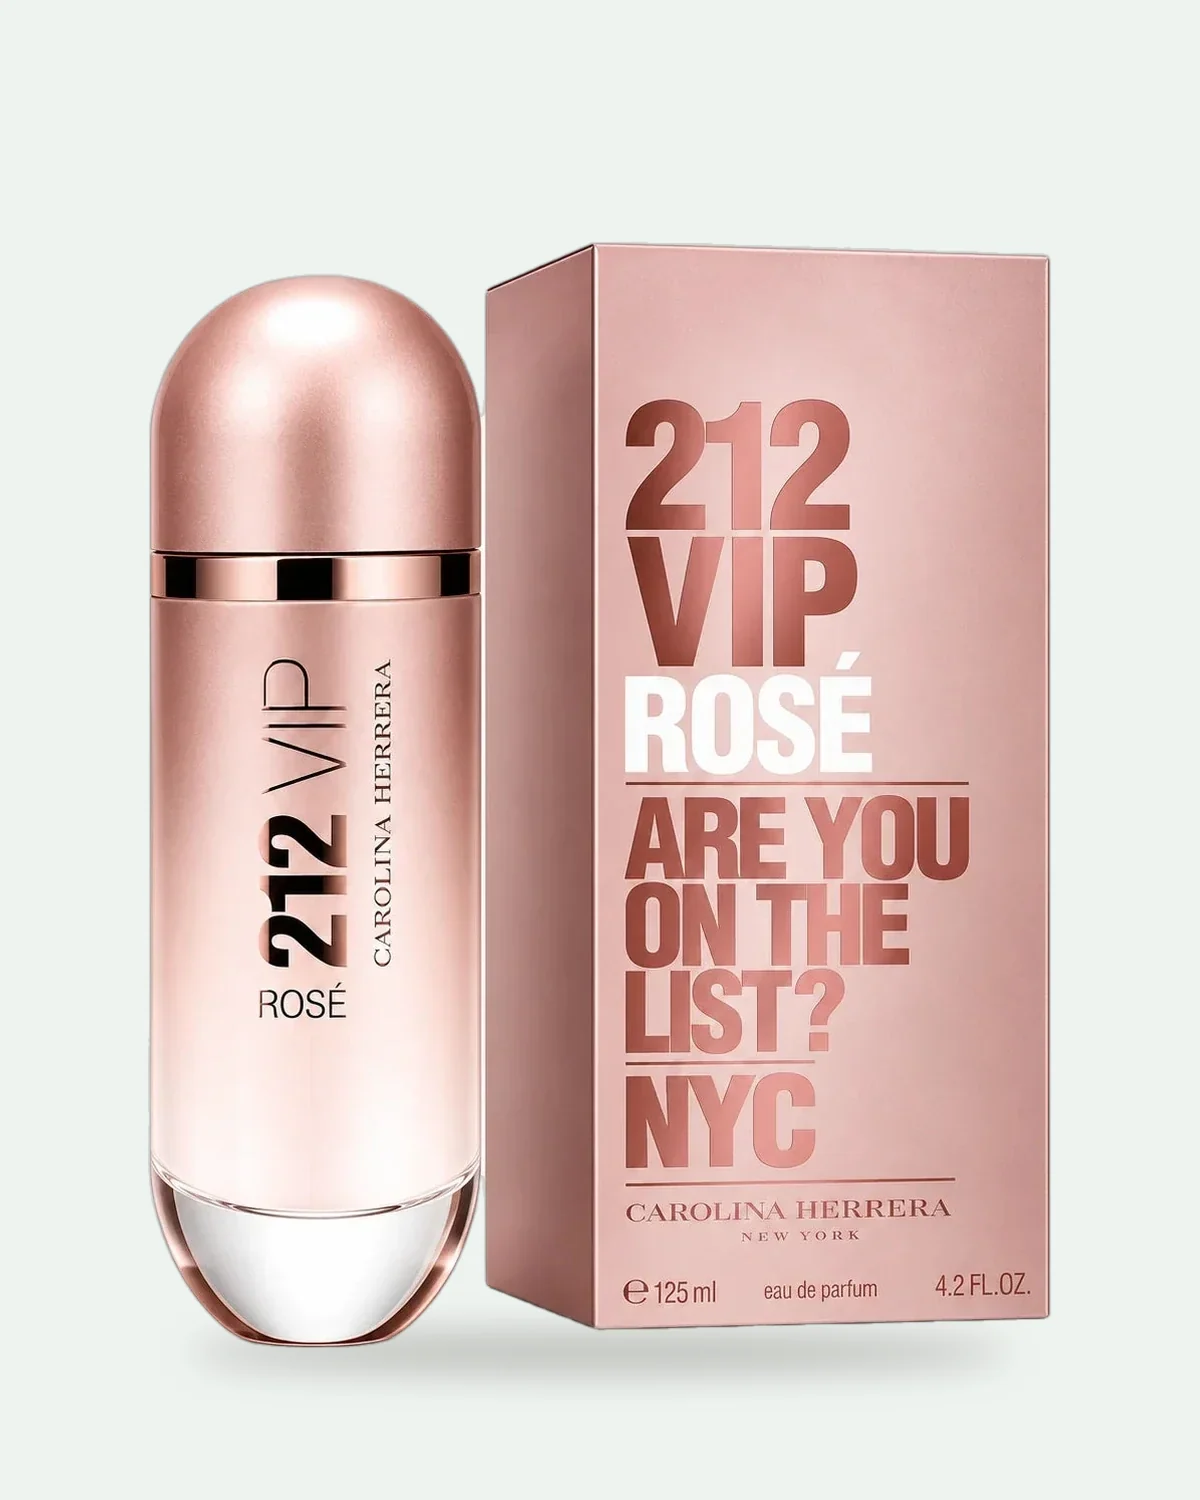 212 VIP
ROSÉ
CAROLINA HERRERA
212
VIP
ROSÉ
ARE YOU
ON THE
LIST?
NYC
CAROLINA HERRERA
NEW YORK
℮ 125 ml eau de parfum 4.2 FL.OZ.